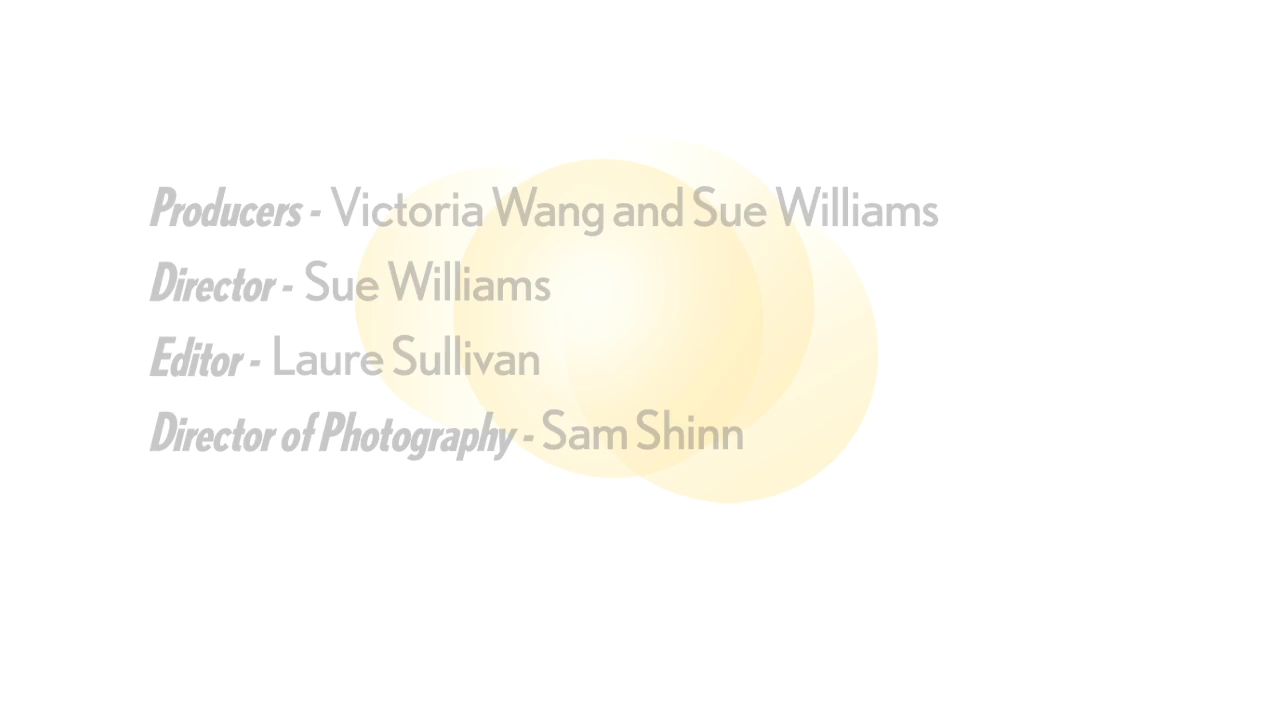 Producers - Victoria Wang and Sue Williams
Director - Sue Williams
Editor - Laure Sullivan
Director of Photography - Sam Shinn